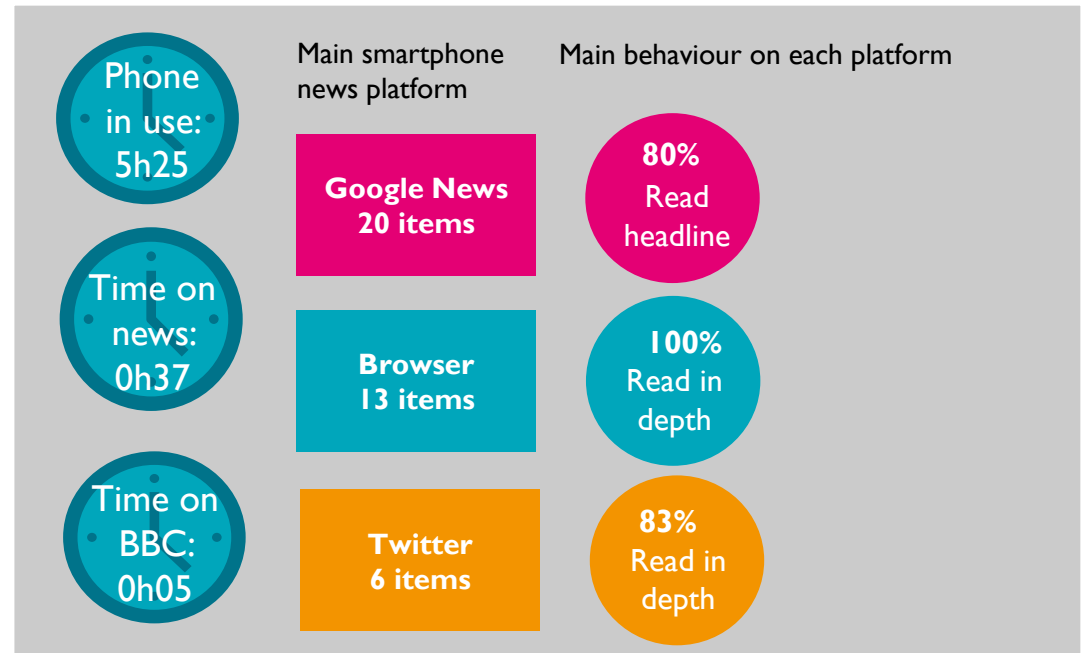 Phone
in use:
5h25
Time on
news:
0h37
Time on
BBC:
0h05
Main smartphone
news platform
Google News
20 items
Browser
13 items
Twitter
6 items
Main behaviour on each platform
80%
Read
headline
100%
Read in
depth
83%
Read in
depth